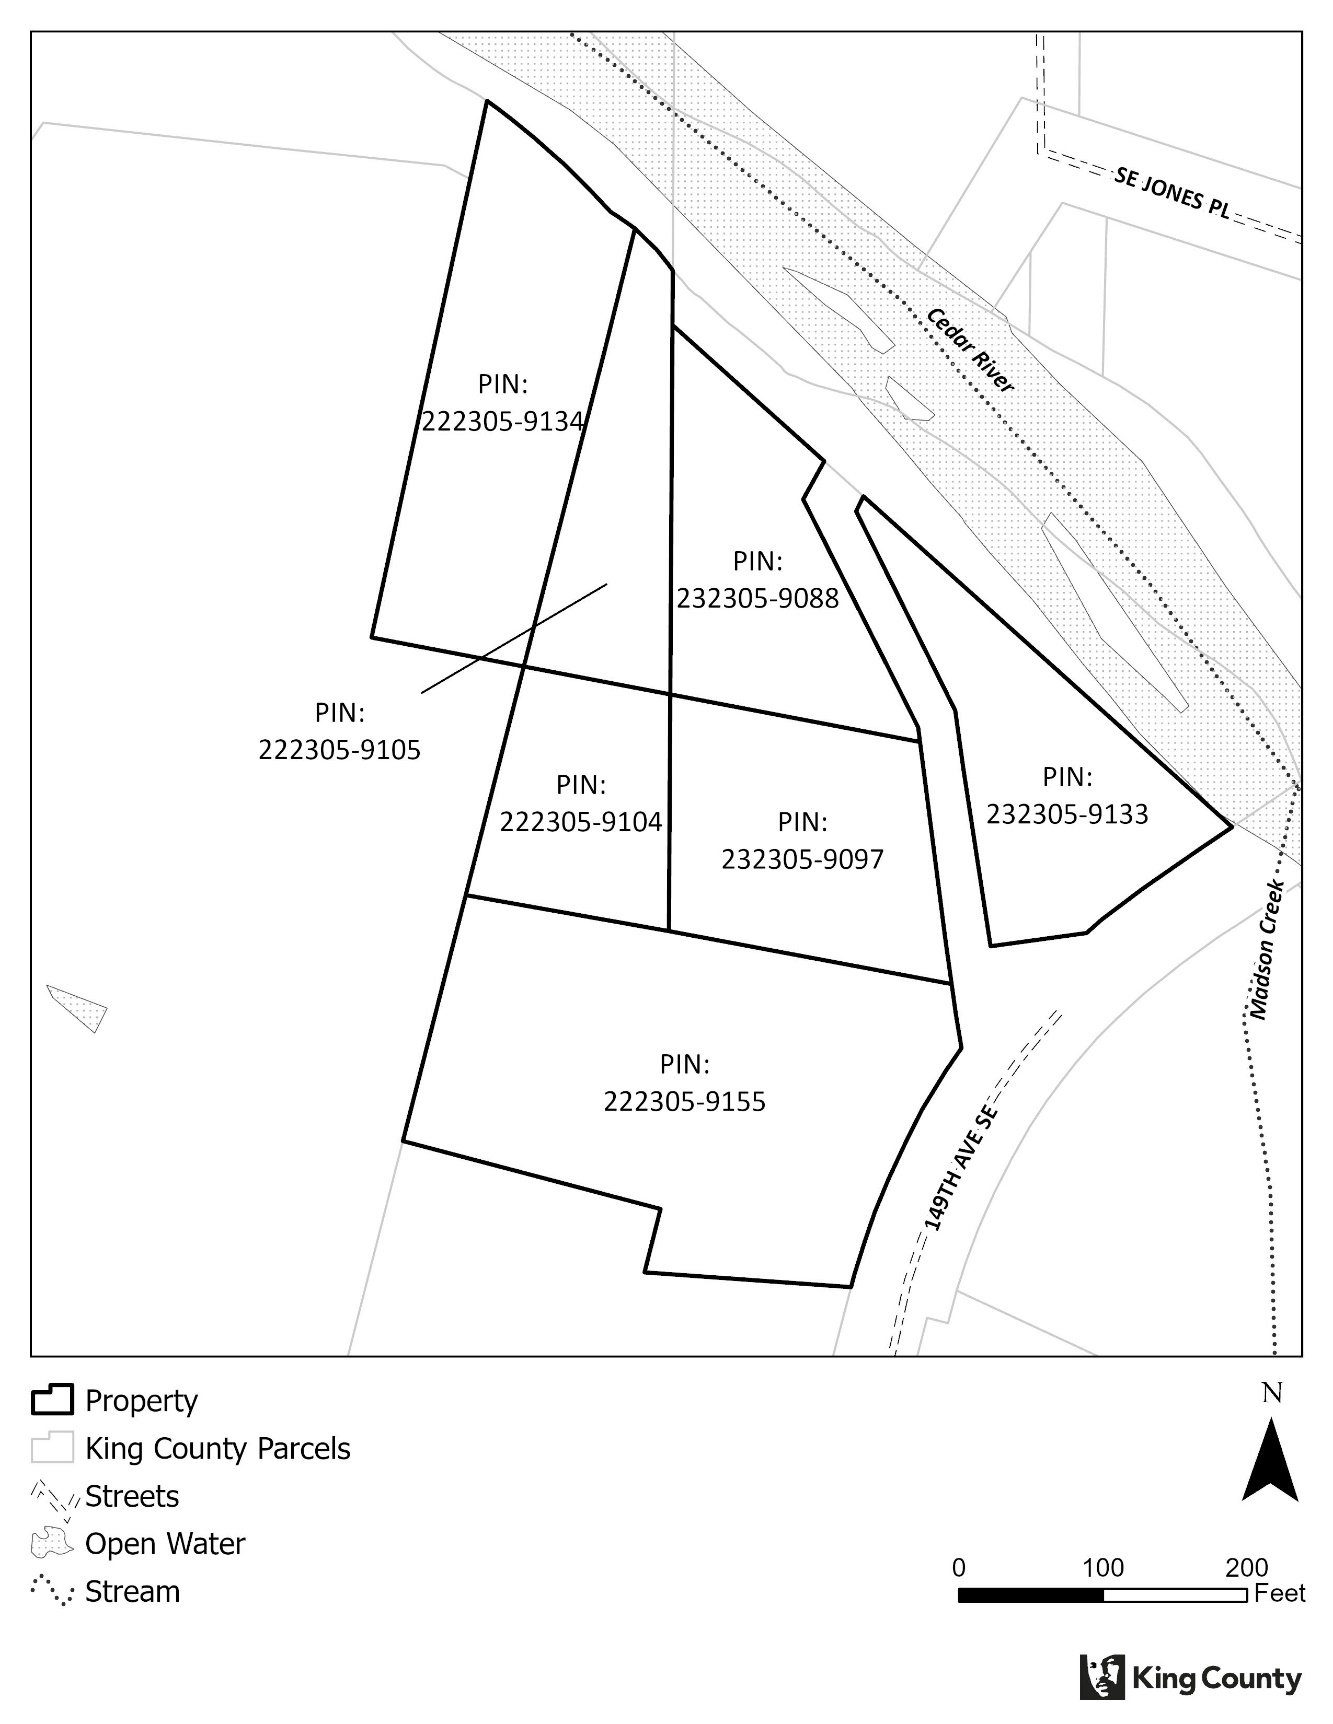 SE JONES PL
Cedar River
PIN:
222305-9134
PIN:
232305-9088
PIN:
222305-9105
PIN:
222305-9104
PIN:
232305-9097
PIN:
232305-9133
Madson Creek
PIN:
222305-9155
149TH AVE SE
Property
King County Parcels
Streets
Open Water
Stream
N
0 100 200
Feet
King County